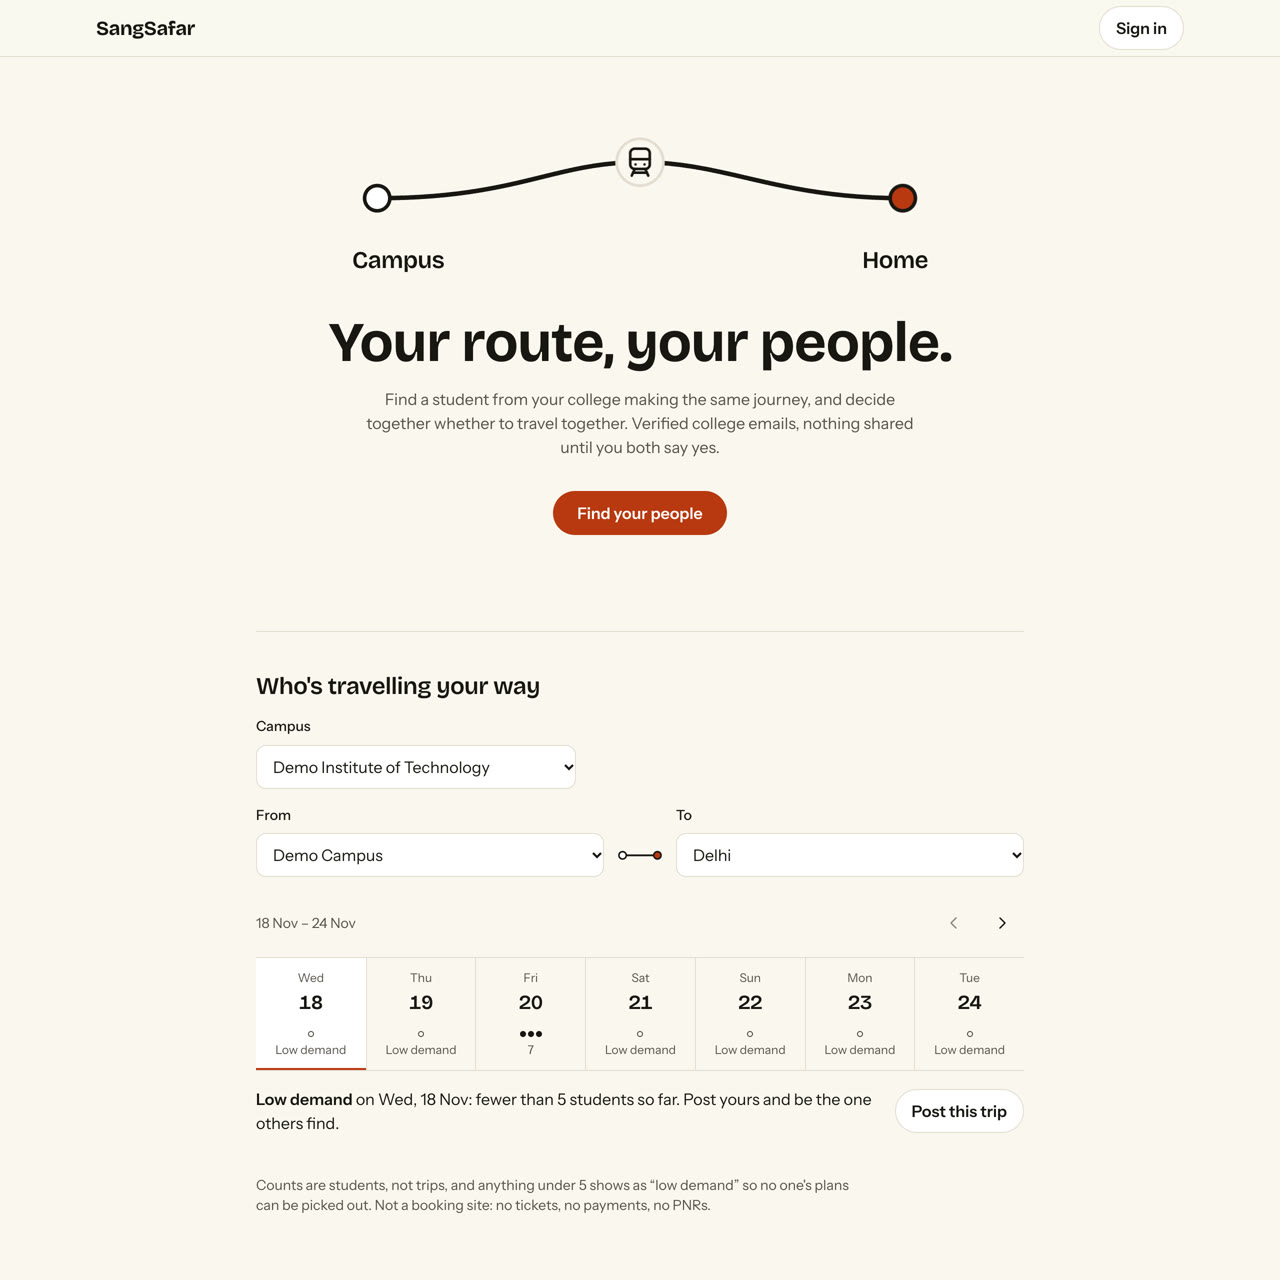 SangSafar
Sign in
Campus
Home
Your route, your people.
Find a student from your college making the same journey, and decide
together whether to travel together. Verified college emails, nothing shared
until you both say yes.
Find your people
Who's travelling your way
Campus
Demo Institute of Technology
From
To
Demo Campus
Delhi
18 Nov – 24 Nov
Wed
18
Low demand
Thu
19
Low demand
Fri
20
7
Sat
21
Low demand
Sun
22
Low demand
Mon
23
Low demand
Tue
24
Low demand
Low demand on Wed, 18 Nov: fewer than 5 students so far. Post yours and be the one
others find.
Post this trip
Counts are students, not trips, and anything under 5 shows as “low demand” so no one's plans
can be picked out. Not a booking site: no tickets, no payments, no PNRs.